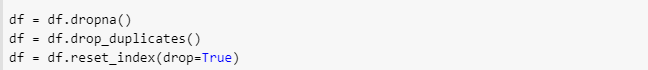 df = df.dropna()
df = df.drop_duplicates()
df = df.reset_index(drop=True)